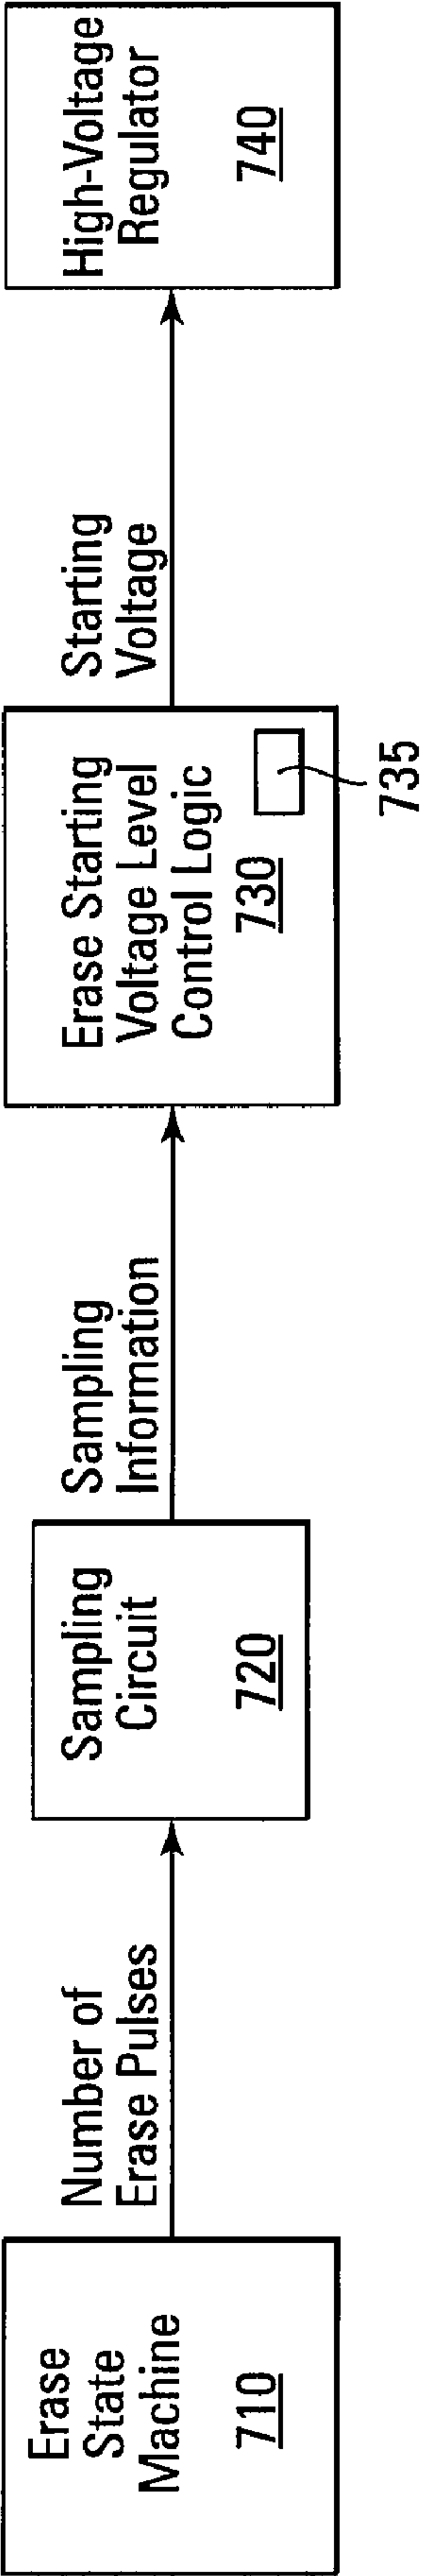 Erase
State
Machine
710
Number of
Erase Pulses
Sampling
Circuit
720
Sampling
Information
Erase Starting
Voltage Level
Control Logic
730
735
Starting
Voltage
High-Voltage
Regulator
740